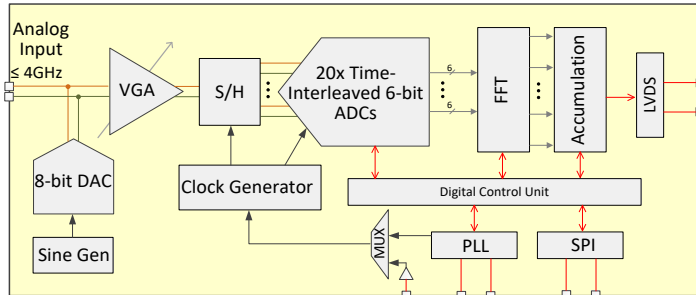 Analog
Input
≤ 4GHz
VGA
S/H
20x Time-
Interleaved 6-bit
ADCs
6
6
FFT
Accumulation
LVDS
8-bit DAC
Clock Generator
Digital Control Unit
Sine Gen
MUX
PLL
SPI